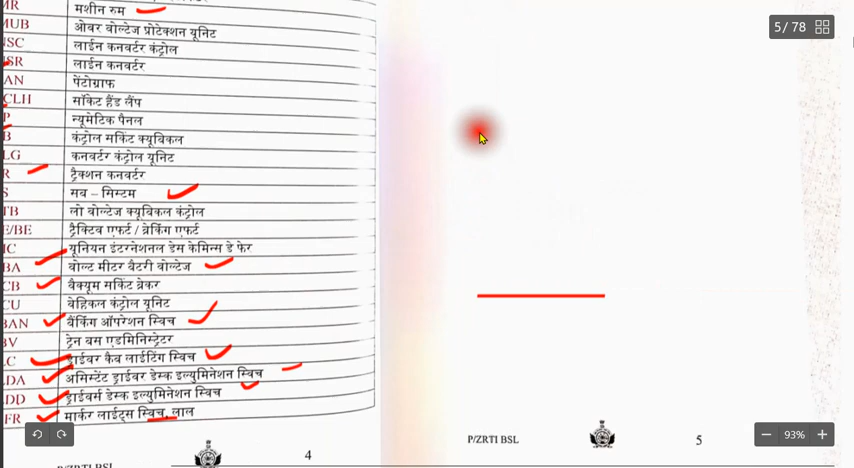 MR मशीन रुम
MUB ओवर वोल्टेज प्रोटेक्शन यूनिट
लाईन कनवर्टर कंट्रोल
SR लाईन कनवर्टर
AN पेंटोग्राफ
CLH सॉकेट हैंड लैंप
P न्यूमेटिक पैनल
B कंट्रोल सर्किट क्यूबिकल
LG कनवर्टर कंट्रोल यूनिट
R ट्रैक्शन कनवर्टर
S सब – सिस्टम
TB लो वोल्टेज क्यूबिकल कंट्रोल
E/BE ट्रैक्टिव एफर्ट / ब्रेकिंग एफर्ट
IC यूनियन इंटरनेशनल डेस केमिन्स डे फेर
BA वोल्ट मीटर बैटरी वोल्टेज
CB वैक्यूम सर्किट ब्रेकर
CU वेहिकल कंट्रोल यूनिट
BAN बैंकिंग ऑपरेशन स्विच
BV ट्रेन बस एडमिनिस्ट्रेटर
LC ड्राईवर कैब लाईटिंग स्विच
DA असिस्टेंट ड्राईवर डेस्क इल्युमिनेशन स्विच
DD ड्राईवर्स डेस्क इल्युमिनेशन स्विच
FR मार्कर लाईट्स स्विच, लाल
4
P/ZRTI BSL
P/ZRTI BSL
5
5 / 78
93%